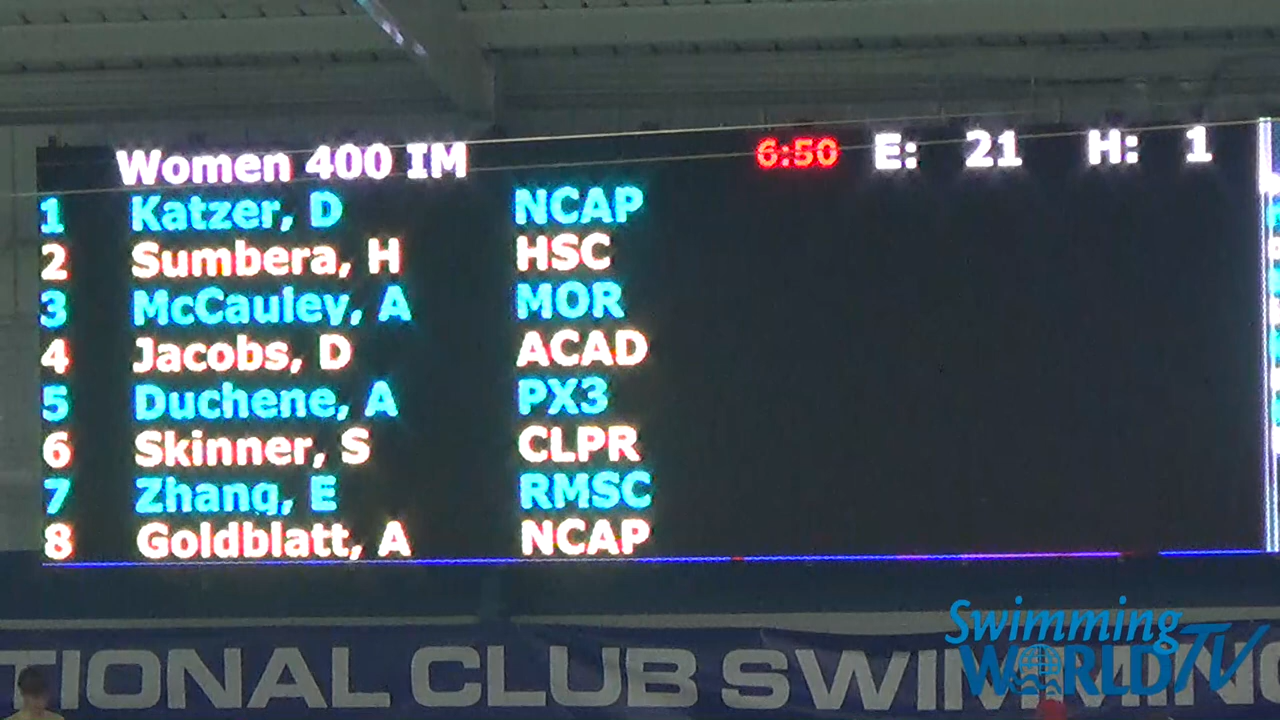 Women 400 IM 6:50 E: 21 H: 1
1 Katzer, D NCAP
2 Sumbera, H HSC
3 McCauley, A MOR
4 Jacobs, D ACAD
5 Duchene, A PX3
6 Skinner, S CLPR
7 Zhang, E RMSC
8 Goldblatt, A NCAP
Swimming
WORLD TV
TIONAL CLUB SWIMMING